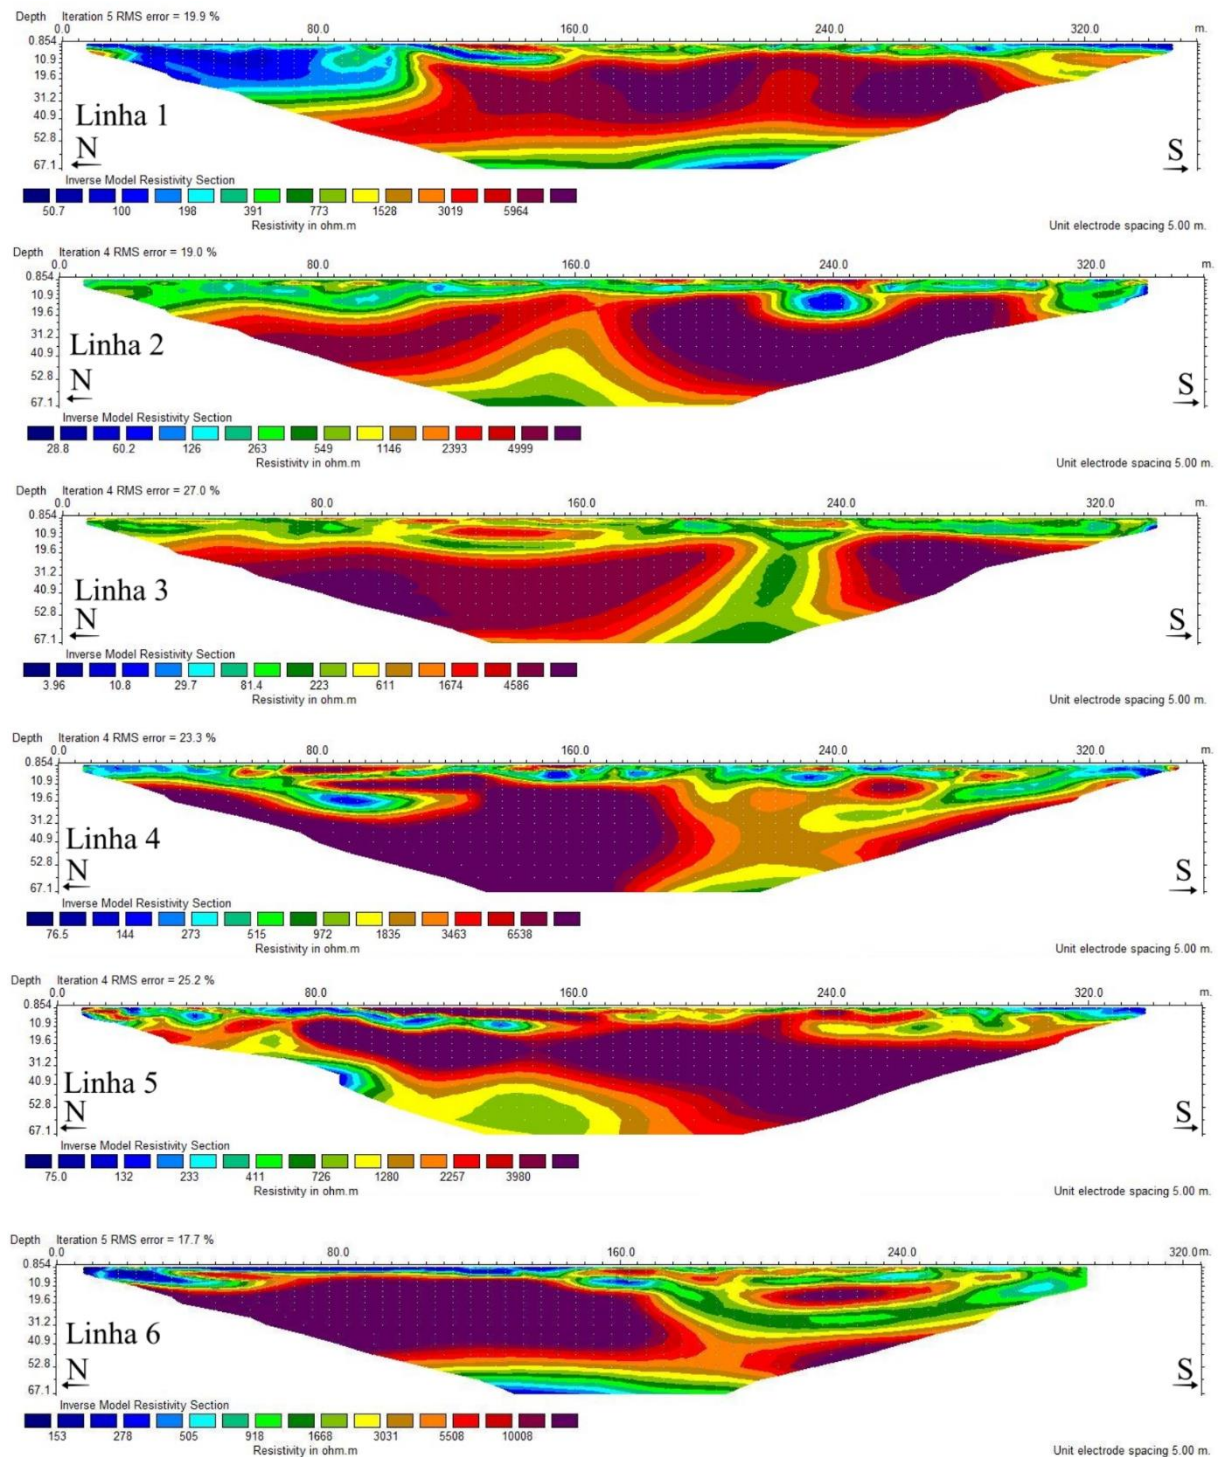 Depth Iteration 5 RMS error = 19.9 %
0.0 80.0 160.0 240.0 320.0 m.
0.854
10.9
19.6
31.2
40.9
52.8
67.1
Linha 1
N
S
Inverse Model Resistivity Section
50.7 100 198 391 773 1528 3019 5964
Resistivity in ohm.m
Unit electrode spacing 5.00 m.
Depth Iteration 4 RMS error = 19.0 %
0.0 80.0 160.0 240.0 320.0 m.
0.854
10.9
19.6
31.2
40.9
52.8
67.1
Linha 2
N
S
Inverse Model Resistivity Section
28.8 60.2 126 263 549 1146 2393 4999
Resistivity in ohm.m
Unit electrode spacing 5.00 m.
Depth Iteration 4 RMS error = 27.0 %
0.0 80.0 160.0 240.0 320.0 m.
0.854
10.9
19.6
31.2
40.9
52.8
67.1
Linha 3
N
S
Inverse Model Resistivity Section
3.96 10.8 29.7 81.4 223 611 1674 4586
Resistivity in ohm.m
Unit electrode spacing 5.00 m.
Depth Iteration 4 RMS error = 23.3 %
0.0 80.0 160.0 240.0 320.0 m.
0.854
10.9
19.6
31.2
40.9
52.8
67.1
Linha 4
N
S
Inverse Model Resistivity Section
76.5 144 273 515 972 1835 3463 6538
Resistivity in ohm.m
Unit electrode spacing 5.00 m.
Depth Iteration 4 RMS error = 25.2 %
0.0 80.0 160.0 240.0 320.0 m.
0.854
10.9
19.6
31.2
40.9
52.8
67.1
Linha 5
N
S
Inverse Model Resistivity Section
75.0 132 233 411 726 1280 2257 3980
Resistivity in ohm.m
Unit electrode spacing 5.00 m.
Depth Iteration 5 RMS error = 17.7 %
0.0 80.0 160.0 240.0 320.0 m.
0.854
10.9
19.6
31.2
40.9
52.8
67.1
Linha 6
N
S
Inverse Model Resistivity Section
153 278 505 918 1668 3031 5508 10008
Resistivity in ohm.m
Unit electrode spacing 5.00 m.